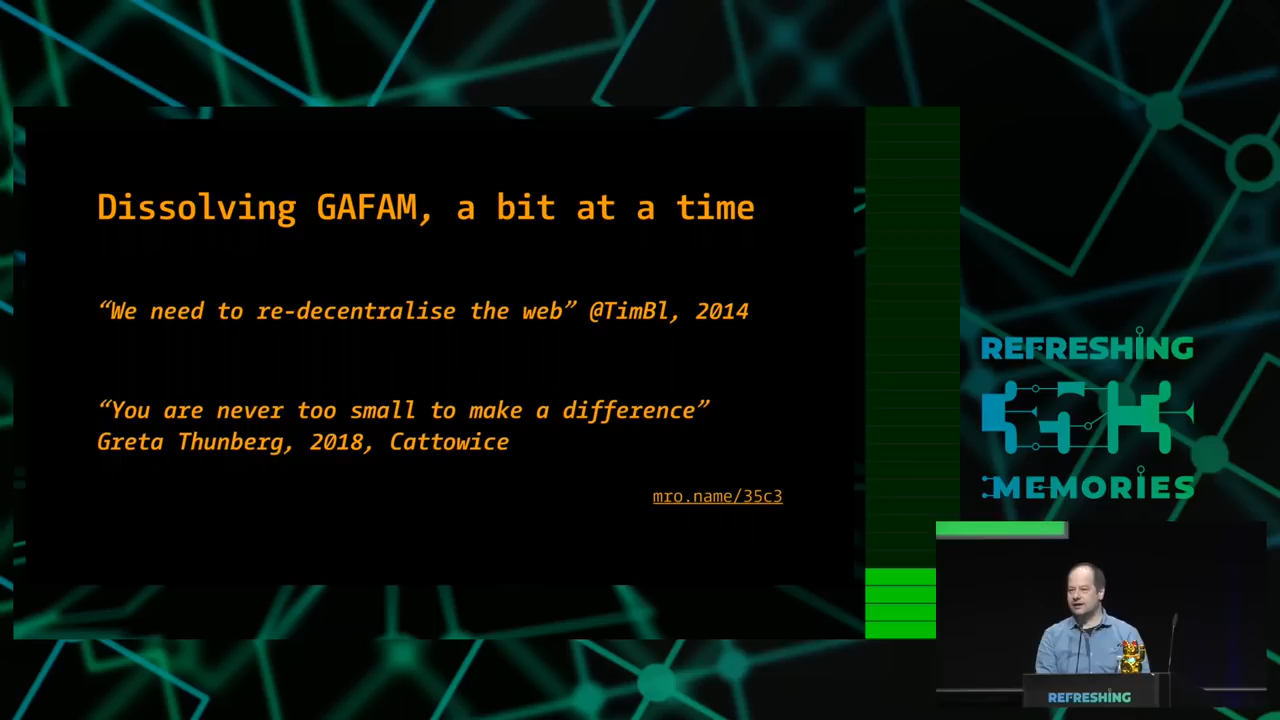 Dissolving GAFAM, a bit at a time
“We need to re-decentralise the web” @TimBl, 2014
“You are never too small to make a difference”
Greta Thunberg, 2018, Cattowice
mro.name/35c3
REFRESHING
35C3
MEMORIES
REFRESHING